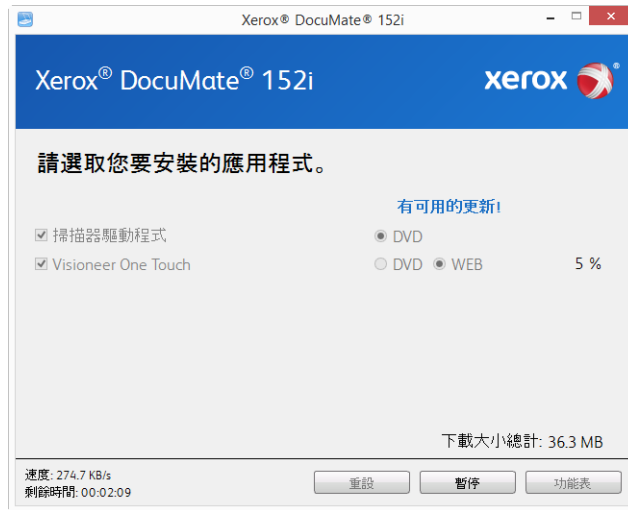 Xerox® DocuMate® 152i
Xerox® DocuMate® 152i
xerox ®
請選取您要安裝的應用程式。
有可用的更新!
掃描器驅動程式 DVD
Visioneer One Touch DVD WEB 5 %
下載大小總計: 36.3 MB
速度: 274.7 KB/s
剩餘時間: 00:02:09
重設 暫停 功能表